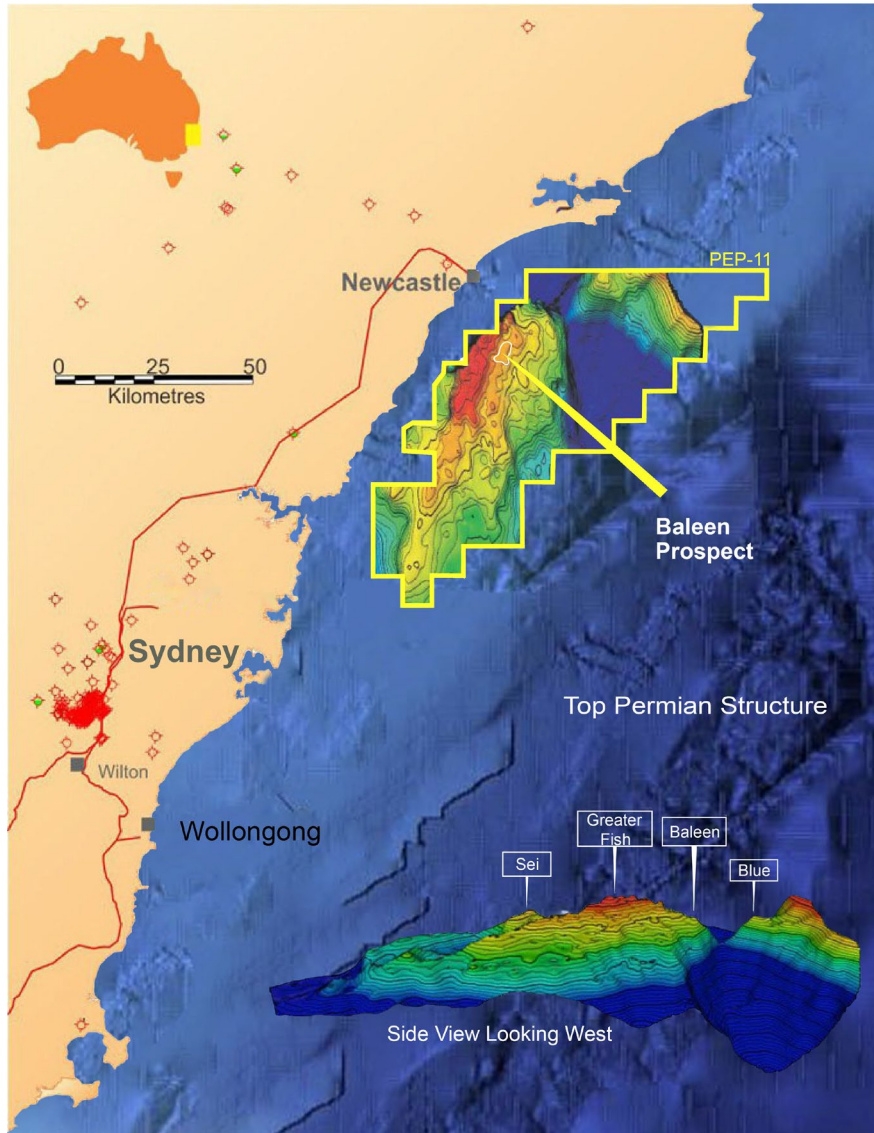 PEP-11
Newcastle
0 25 50
Kilometres
Baleen
Prospect
Sydney
Top Permian Structure
Wilton
Wollongong
Greater
Fish
Baleen
Sei
Blue
Side View Looking West